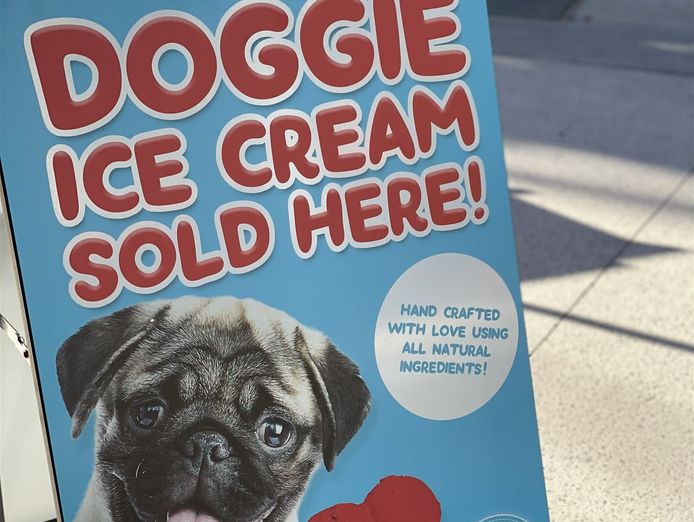 DOGGIE
ICE CREAM
SOLD HERE!
HAND CRAFTED
WITH LOVE USING
ALL NATURAL
INGREDIENTS!